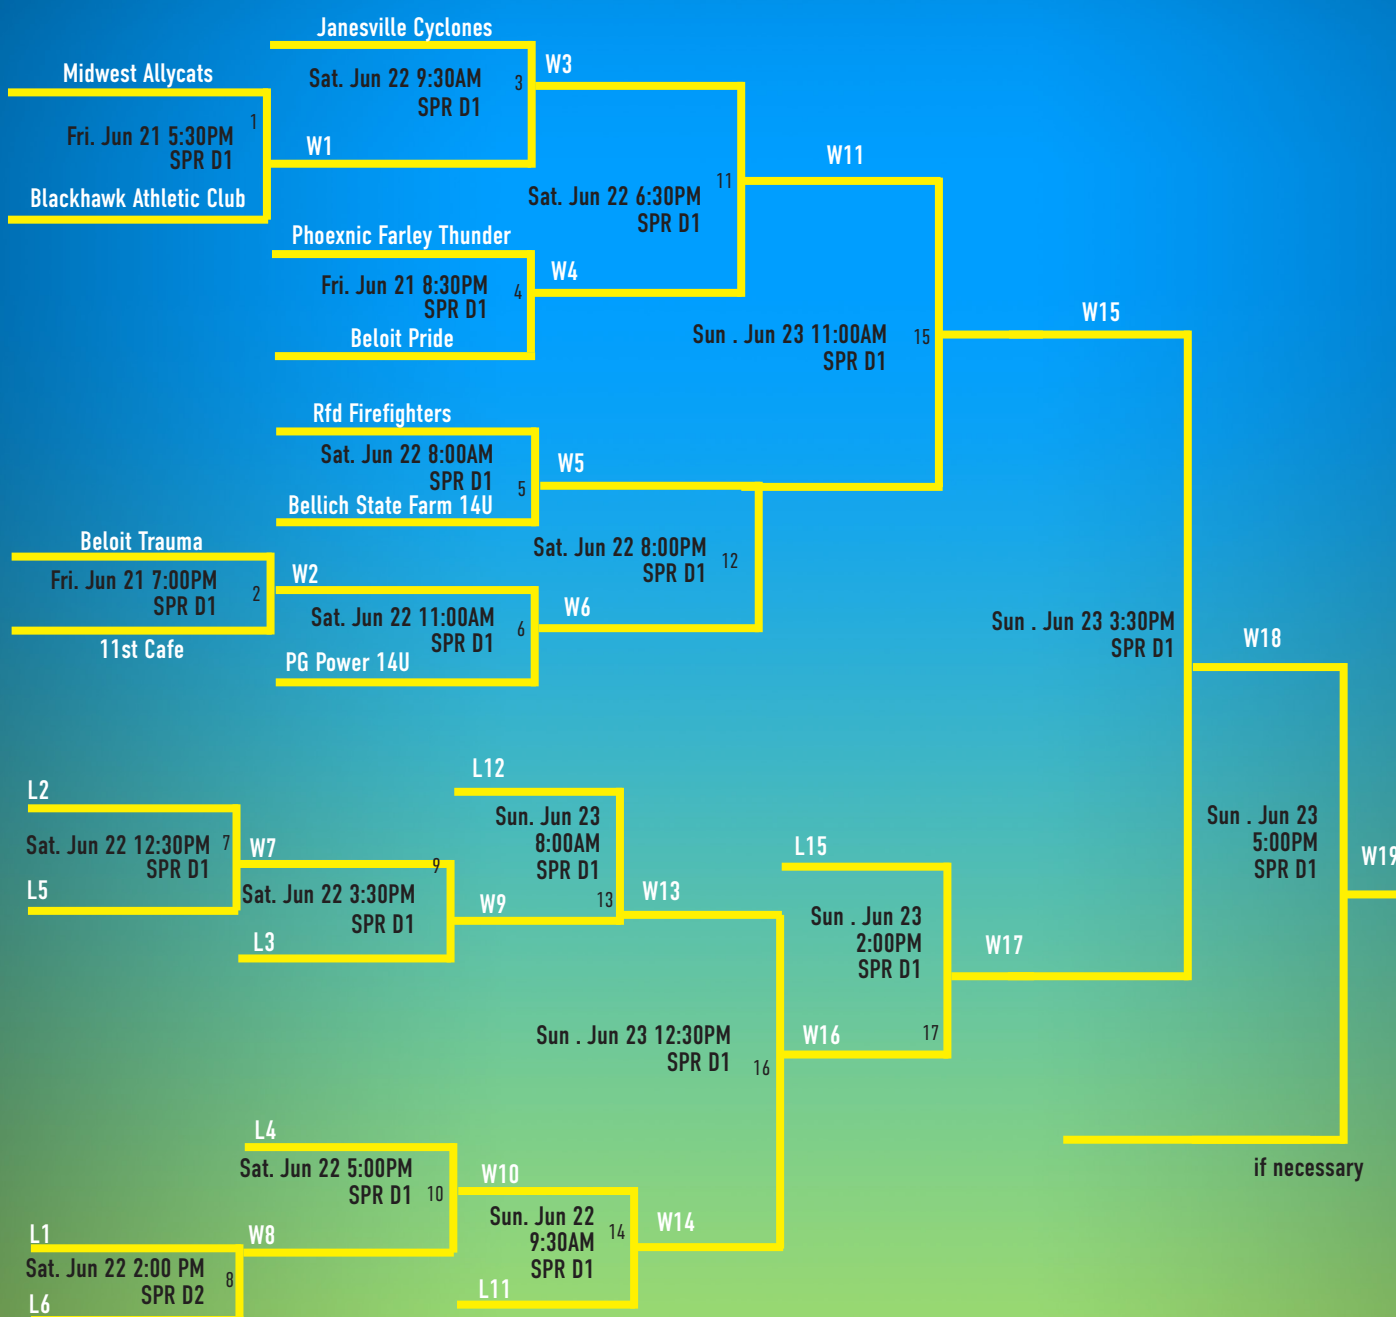 Janesville Cyclones
Sat. Jun 22 9:30AM
SPR D1
3
W3
Midwest Allycats
Fri. Jun 21 5:30PM
SPR D1
1
Blackhawk Athletic Club
W1
Phoexnic Farley Thunder
Fri. Jun 21 8:30PM
SPR D1
4
Beloit Pride
W4
Sat. Jun 22 6:30PM
SPR D1
11
W11
Rfd Firefighters
Sat. Jun 22 8:00AM
SPR D1
5
Bellich State Farm 14U
W5
Beloit Trauma
Fri. Jun 21 7:00PM
SPR D1
2
11st Cafe
W2
Sat. Jun 22 11:00AM
SPR D1
6
PG Power 14U
W6
Sat. Jun 22 8:00PM
SPR D1
12
Sun . Jun 23 11:00AM
SPR D1
15
W15
Sun . Jun 23 3:30PM
SPR D1
W18
L2
Sat. Jun 22 12:30PM
SPR D1
7
L5
W7
Sat. Jun 22 3:30PM
SPR D1
9
L3
W9
L12
Sun. Jun 23
8:00AM
SPR D1
13
W13
L15
Sun . Jun 23
2:00PM
SPR D1
17
W17
Sun . Jun 23 12:30PM
SPR D1
16
W16
Sun . Jun 23
5:00PM
SPR D1
W19
if necessary
L4
Sat. Jun 22 5:00PM
SPR D1
10
W10
L1
Sat. Jun 22 2:00 PM
SPR D2
8
L6
W8
Sun. Jun 22
9:30AM
SPR D1
14
L11
W14